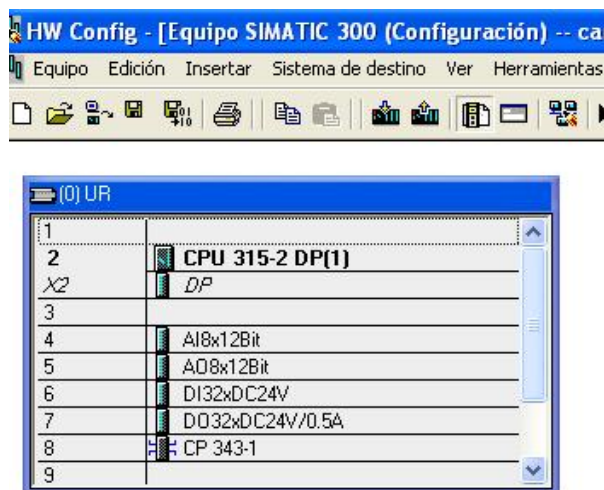 HW Config - [Equipo SIMATIC 300 (Configuración) -- ca
Equipo Edición Insertar Sistema de destino Ver Herramientas
(0) UR
1
2 CPU 315-2 DP(1)
X2 DP
3
4 AI8x12Bit
5 AO8x12Bit
6 DI32xDC24V
7 DO32xDC24V/0.5A
8 CP 343-1
9